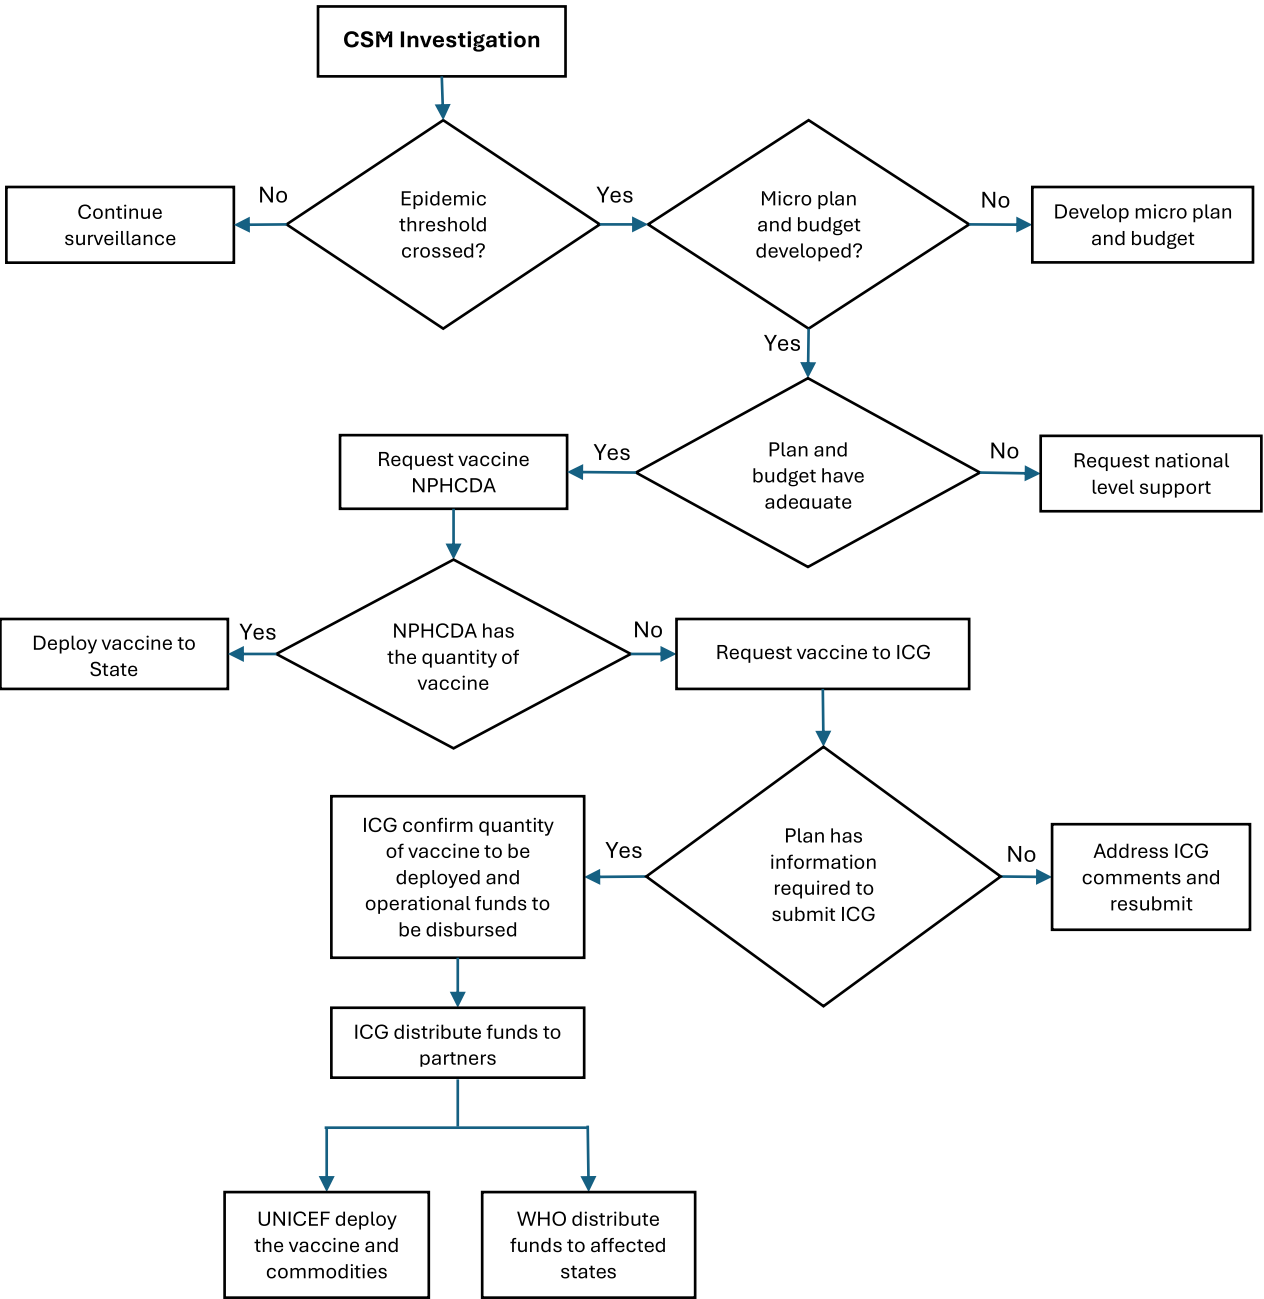 CSM Investigation
No
Continue
surveillance
Epidemic
threshold
crossed?
Yes
Micro plan
and budget
developed?
No
Develop micro plan
and budget
Yes
Request vaccine
NPHCDA
Yes
Plan and
budget have
adequate
No
Request national
level support
Deploy vaccine to
State
Yes
NPHCDA has
the quantity of
vaccine
No
Request vaccine to ICG
ICG confirm quantity
of vaccine to be
deployed and
operational funds to
be disbursed
Yes
Plan has
information
required to
submit ICG
No
Address ICG
comments and
resubmit
ICG distribute funds to
partners
UNICEF deploy
the vaccine and
commodities
WHO distribute
funds to affected
states